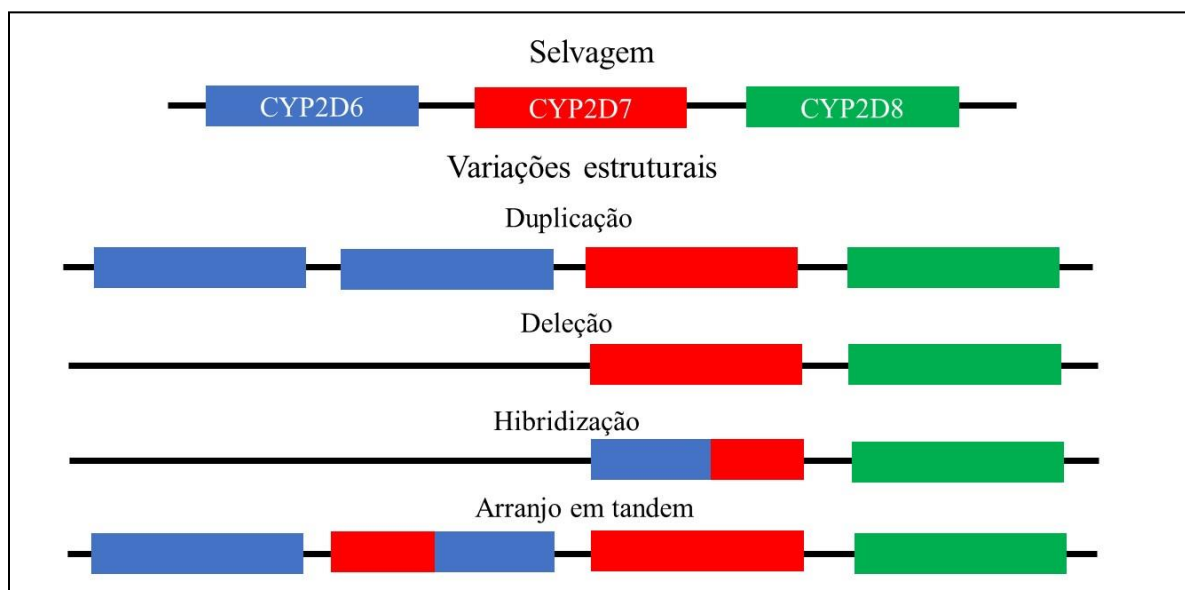 Selvagem
CYP2D6 CYP2D7 CYP2D8
Variações estruturais
Duplicação
Deleção
Hibridização
Arranjo em tandem